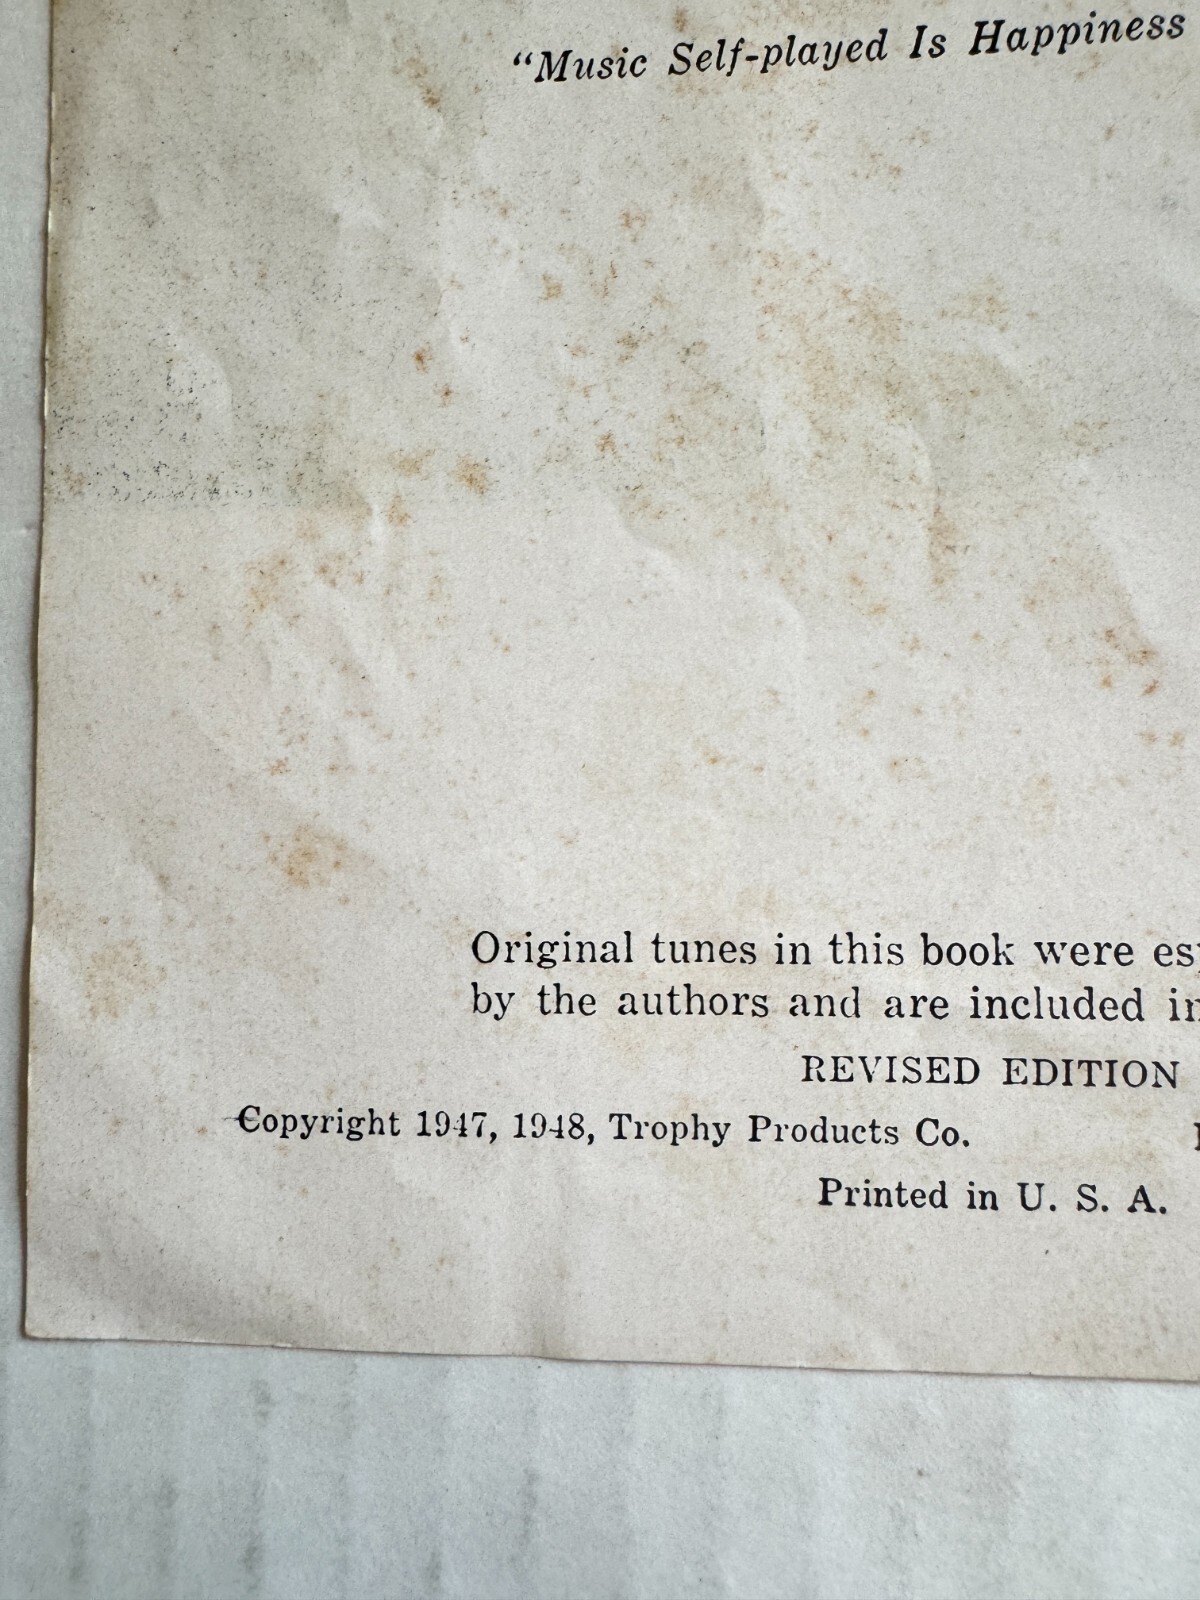 "Music Self-played Is Happiness
Original tunes in this book were
by the authors and are included
REVISED EDITION
Copyright 1947, 1948, Trophy Products Co.
Printed in U. S. A.